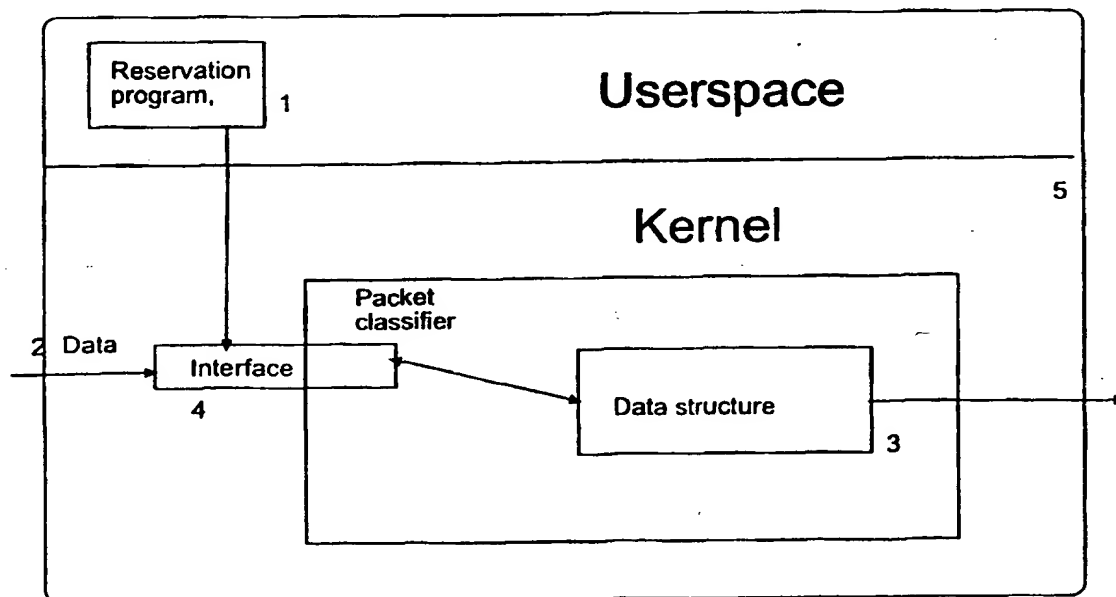 Reservation
program,
1
Userspace
5
Kernel
Packet
classifier
2 Data
Interface
4
Data structure
3